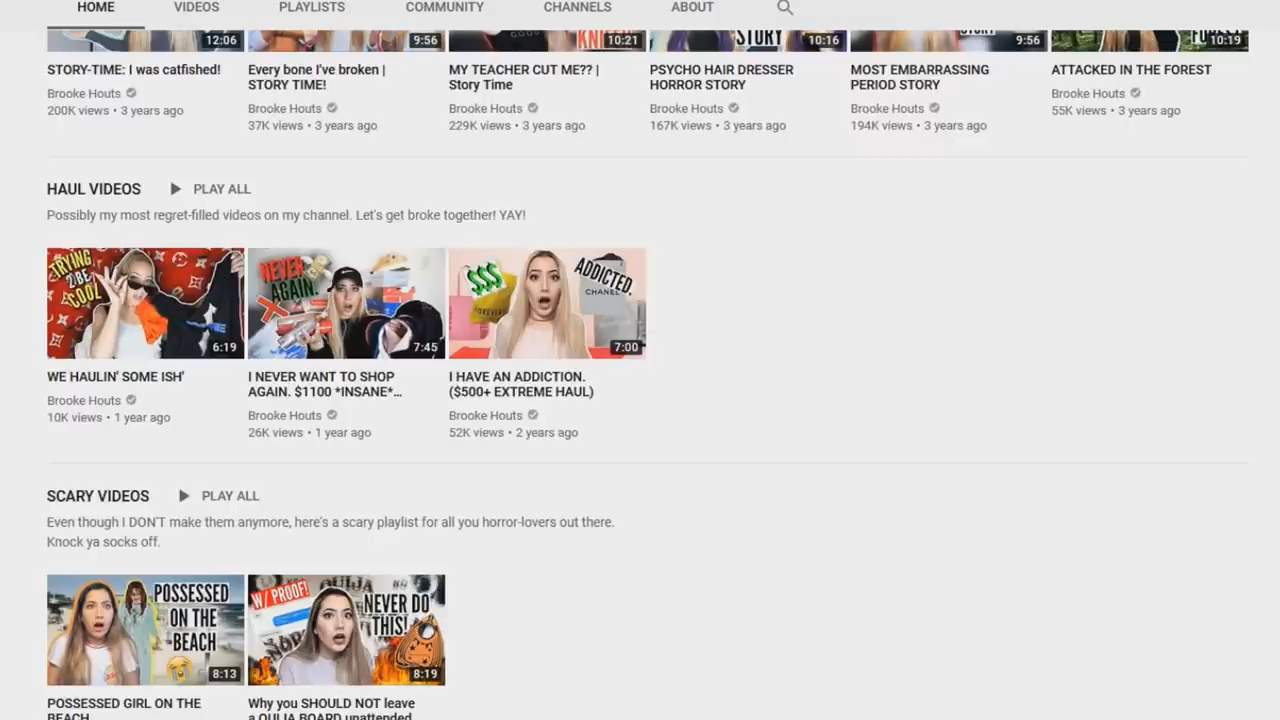 HOME VIDEOS PLAYLISTS COMMUNITY CHANNELS ABOUT
12:06 9:56 10:21 STORY 10:16 9:56 10:19
STORY-TIME: I was catfished!
Brooke Houts
200K views • 3 years ago
Every bone I've broken |
STORY TIME!
Brooke Houts
37K views • 3 years ago
MY TEACHER CUT ME?? |
Story Time
Brooke Houts
229K views • 3 years ago
PSYCHO HAIR DRESSER
HORROR STORY
Brooke Houts
167K views • 3 years ago
MOST EMBARRASSING
PERIOD STORY
Brooke Houts
194K views • 3 years ago
ATTACKED IN THE FOREST
Brooke Houts
55K views • 3 years ago
HAUL VIDEOS PLAY ALL
Possibly my most regret-filled videos on my channel. Let's get broke together! YAY!
TRYING
2 BE
COOL
6:19
WE HAULIN' SOME ISH'
Brooke Houts
10K views • 1 year ago
NEVER
AGAIN.
7:45
I NEVER WANT TO SHOP
AGAIN. $1100 *INSANE*...
Brooke Houts
26K views • 1 year ago
$$$
ADDICTED.
CHANEL
FOREVER
7:00
I HAVE AN ADDICTION.
($500+ EXTREME HAUL)
Brooke Houts
52K views • 2 years ago
SCARY VIDEOS PLAY ALL
Even though I DON'T make them anymore, here's a scary playlist for all you horror-lovers out there.
Knock ya socks off.
POSSESSED
ON THE
BEACH
8:13
POSSESSED GIRL ON THE
BEACH
W/ PROOF!
OUIJA
NEVER DO
THIS!
8:19
Why you SHOULD NOT leave
a OUIJA BOARD unattended